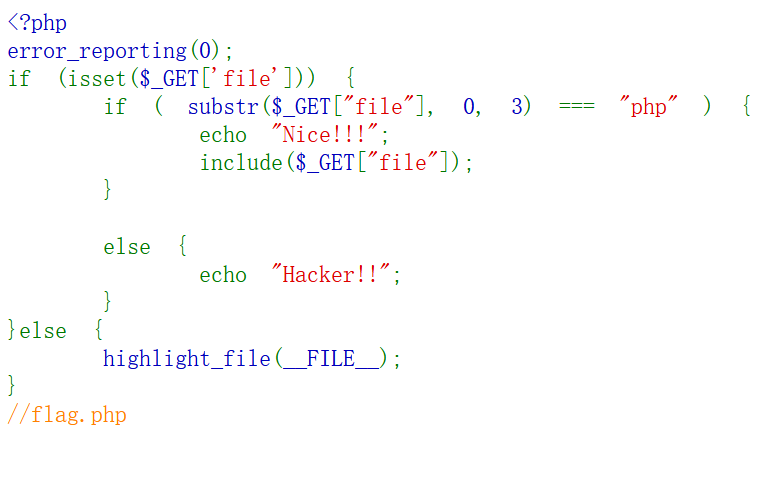 <?php
error_reporting(0);
if (isset($_GET['file'])) {
if ( substr($_GET["file"], 0, 3) === "php" ) {
echo "Nice!!!";
include($_GET["file"]);
}
else {
echo "Hacker!!";
}
}else {
highlight_file(__FILE__);
}
//flag.php